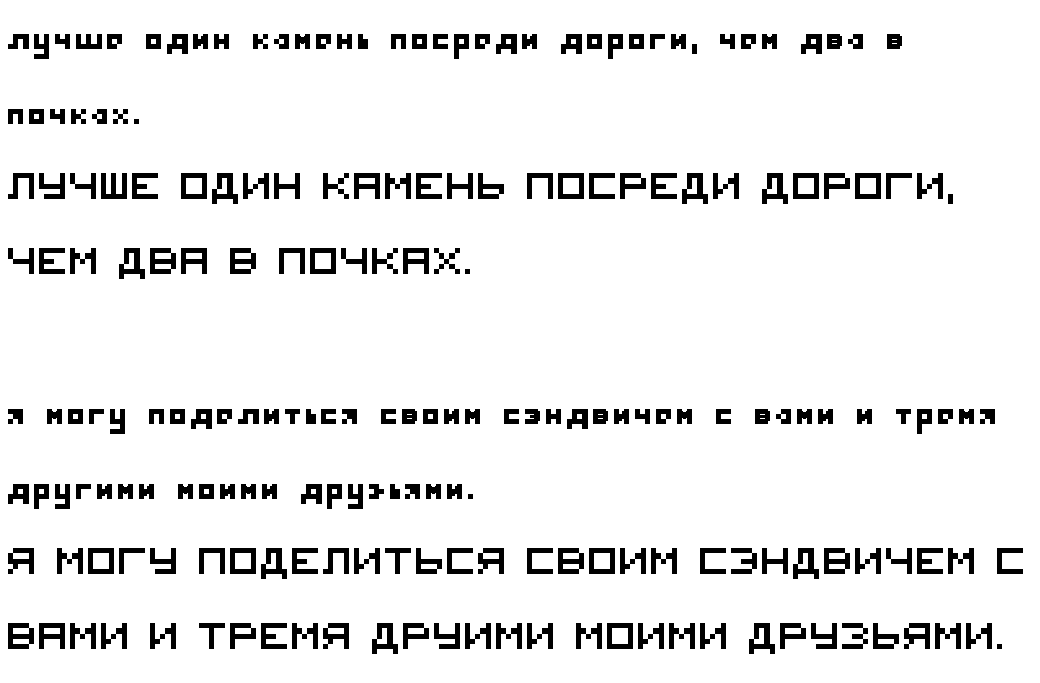 лучше один камень посреди дороги, чем два в
почках.
ЛУЧШЕ ОДИН КАМЕНЬ ПОСРЕДИ ДОРОГИ,
ЧЕМ ДВА В ПОЧКАХ.
я могу поделиться своим сэндвичем с вами и тремя
другими моими друзьями.
Я МОГУ ПОДЕЛИТЬСЯ СВОИМ СЭНДВИЧЕМ С
ВАМИ И ТРЕМЯ ДРУИМИ МОИМИ ДРУЗЬЯМИ.